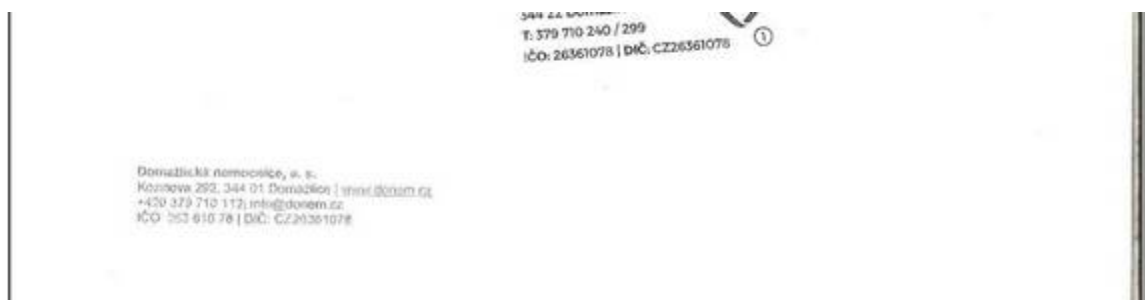 T: 379 710 240 / 299
IČO: 26361078 | DIČ: CZ26361078
1
Domažlická nemocnice, a. s.
Kozinova 292, 344 01 Domažlice | www.donem.cz
+420 379 710 112; info@donem.cz
IČO: 263 610 78 | DIČ: CZ26361078